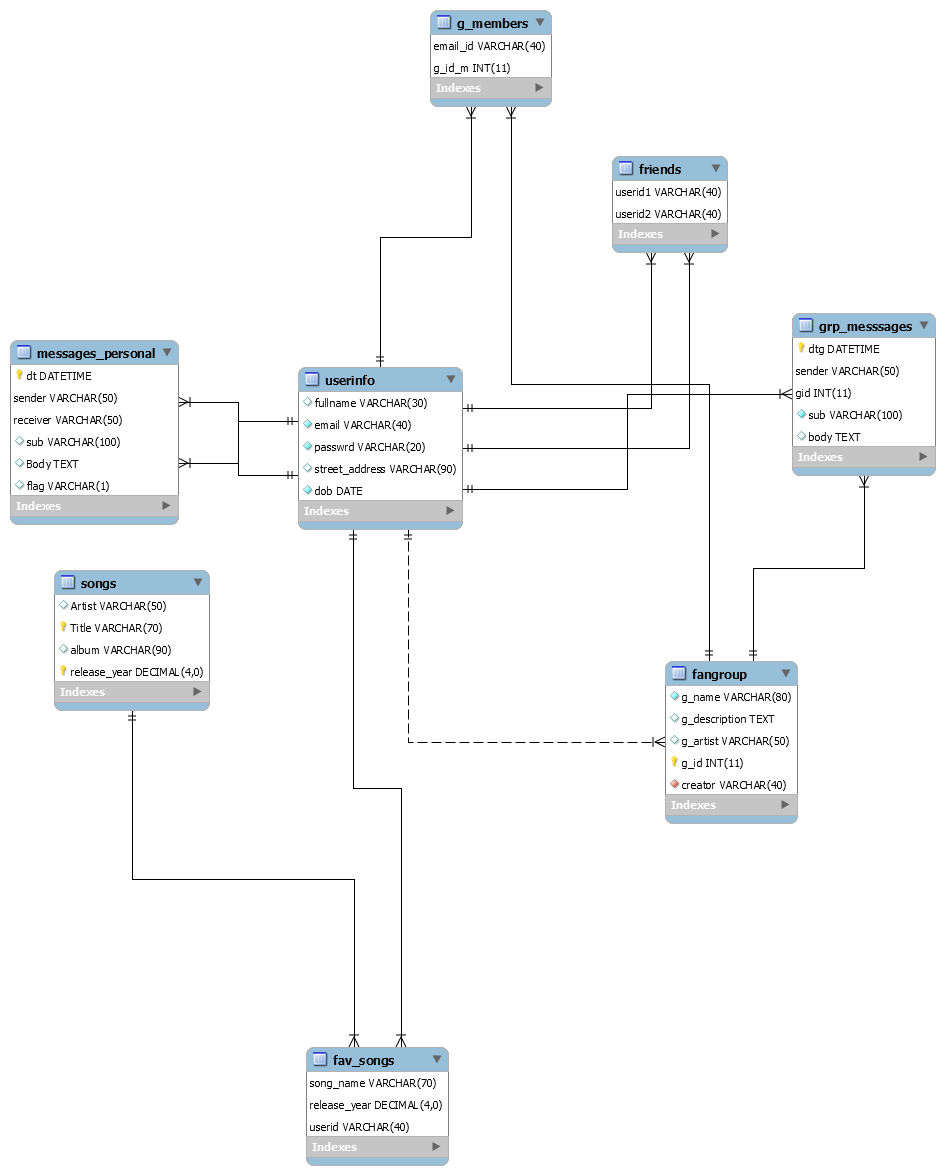 g_members
email_id VARCHAR(40)
g_id_m INT(11)
Indexes
friends
userid1 VARCHAR(40)
userid2 VARCHAR(40)
Indexes
grp_messsages
dtg DATETIME
sender VARCHAR(50)
gid INT(11)
sub VARCHAR(100)
body TEXT
Indexes
messages_personal
dt DATETIME
sender VARCHAR(50)
receiver VARCHAR(50)
sub VARCHAR(100)
Body TEXT
flag VARCHAR(1)
Indexes
userinfo
fullname VARCHAR(30)
email VARCHAR(40)
passwrd VARCHAR(20)
street_address VARCHAR(90)
dob DATE
Indexes
songs
Artist VARCHAR(50)
Title VARCHAR(70)
album VARCHAR(90)
release_year DECIMAL(4,0)
Indexes
fangroup
g_name VARCHAR(80)
g_description TEXT
g_artist VARCHAR(50)
g_id INT(11)
creator VARCHAR(40)
Indexes
fav_songs
song_name VARCHAR(70)
release_year DECIMAL(4,0)
userid VARCHAR(40)
Indexes